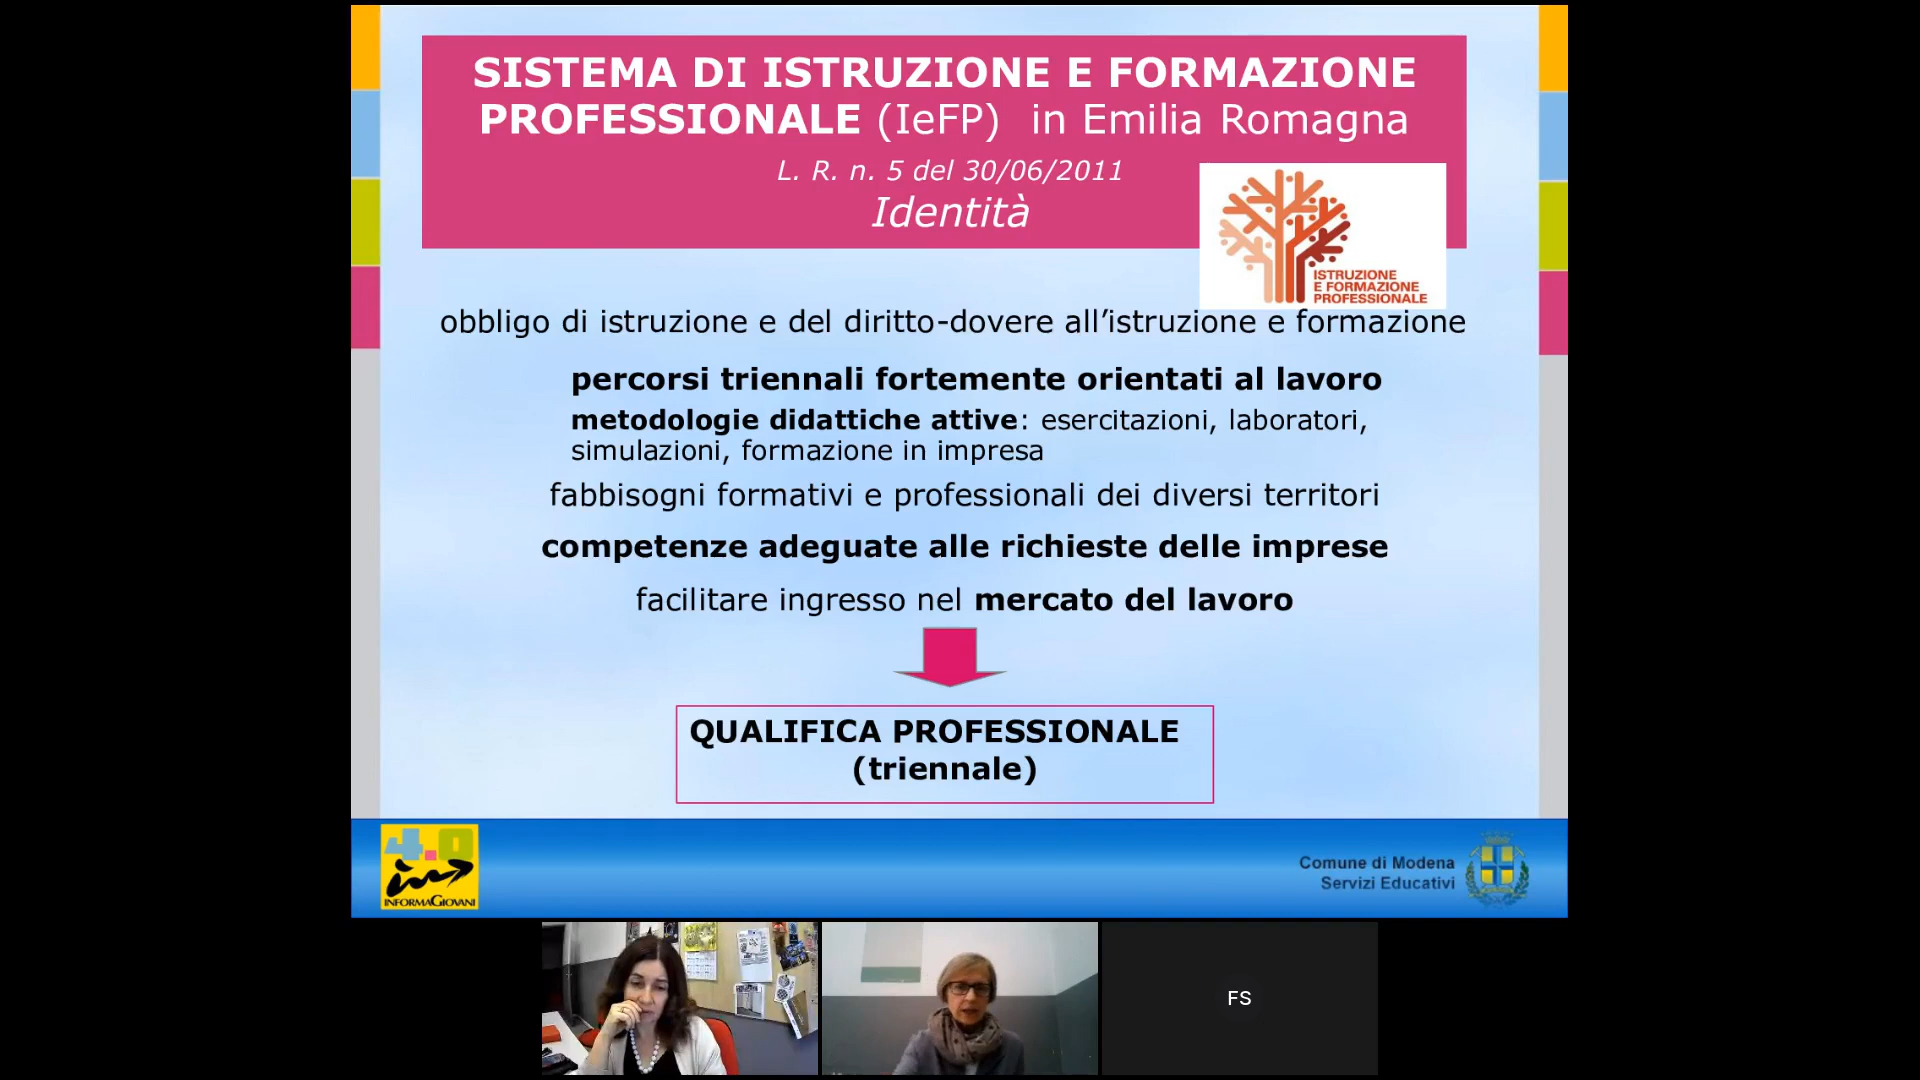 SISTEMA DI ISTRUZIONE E FORMAZIONE
PROFESSIONALE (IeFP) in Emilia Romagna
L. R. n. 5 del 30/06/2011
Identità
ISTRUZIONE
E FORMAZIONE
PROFESSIONALE
obbligo di istruzione e del diritto-dovere all’istruzione e formazione
percorsi triennali fortemente orientati al lavoro
metodologie didattiche attive: esercitazioni, laboratori,
simulazioni, formazione in impresa
fabbisogni formativi e professionali dei diversi territori
competenze adeguate alle richieste delle imprese
facilitare ingresso nel mercato del lavoro
QUALIFICA PROFESSIONALE
(triennale)
4.0
INFORMAGIOVANI
Comune di Modena
Servizi Educativi
FS